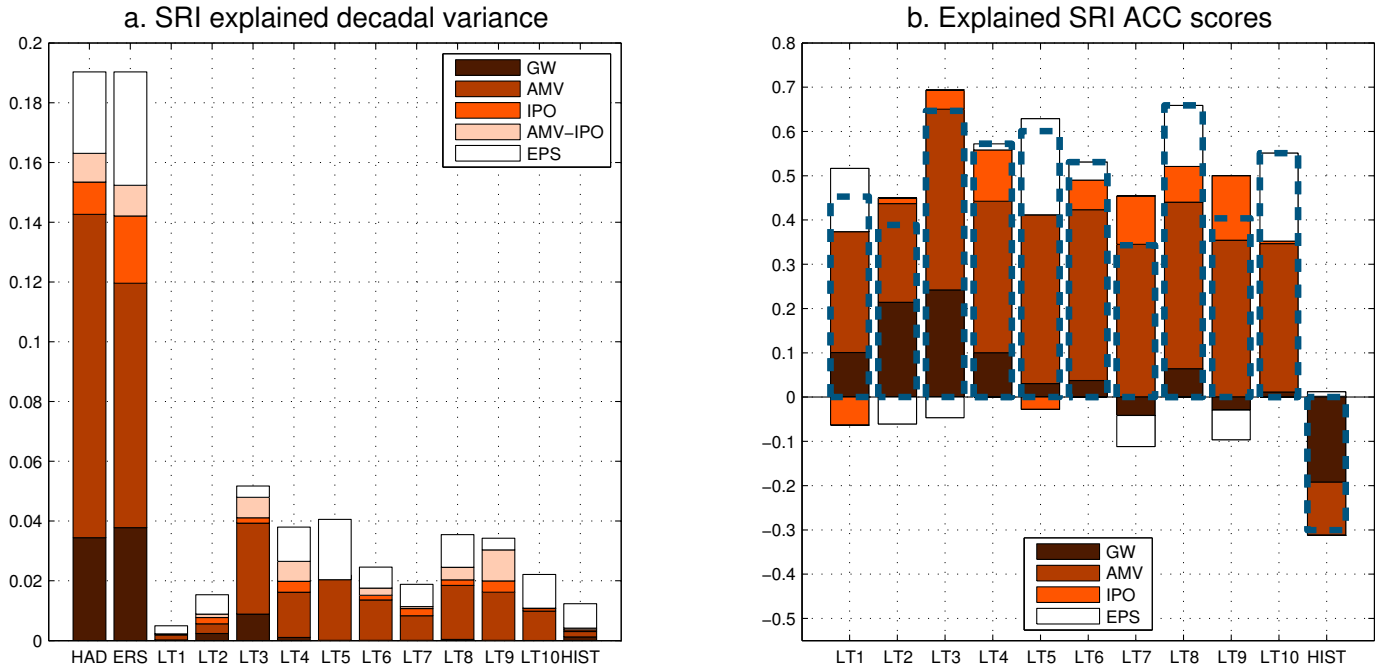 a. SRI explained decadal variance
0.2
0.18
0.16
0.14
0.12
0.1
0.08
0.06
0.04
0.02
0
GW
AMV
IPO
AMV−IPO
EPS
HAD ERS LT1 LT2 LT3 LT4 LT5 LT6 LT7 LT8 LT9 LT10 HIST
b. Explained SRI ACC scores
0.8
0.7
0.6
0.5
0.4
0.3
0.2
0.1
0
−0.1
−0.2
−0.3
−0.4
−0.5
GW
AMV
IPO
EPS
LT1 LT2 LT3 LT4 LT5 LT6 LT7 LT8 LT9 LT10 HIST